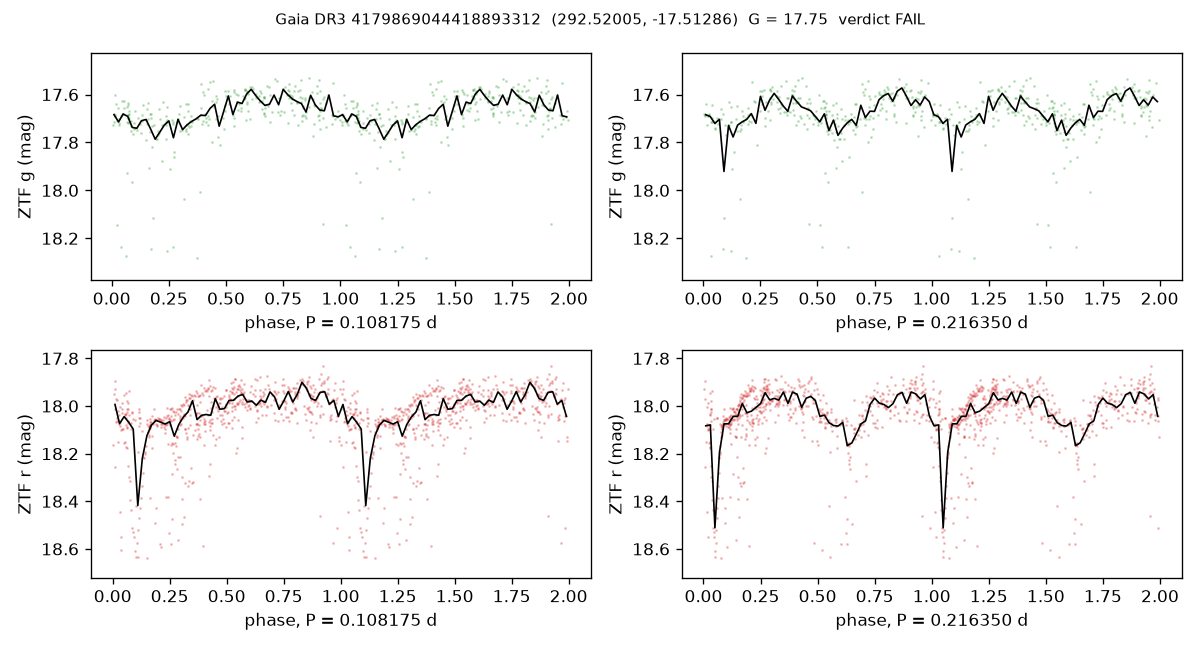 Gaia DR3 4179869044418893312  (292.52005, -17.51286)  G = 17.75  verdict FAIL
ZTF g (mag)
17.6
17.8
18.0
18.2
0.00 0.25 0.50 0.75 1.00 1.25 1.50 1.75 2.00
phase, P = 0.108175 d
ZTF g (mag)
17.6
17.8
18.0
18.2
0.00 0.25 0.50 0.75 1.00 1.25 1.50 1.75 2.00
phase, P = 0.216350 d
ZTF r (mag)
17.8
18.0
18.2
18.4
18.6
0.00 0.25 0.50 0.75 1.00 1.25 1.50 1.75 2.00
phase, P = 0.108175 d
ZTF r (mag)
17.8
18.0
18.2
18.4
18.6
0.00 0.25 0.50 0.75 1.00 1.25 1.50 1.75 2.00
phase, P = 0.216350 d